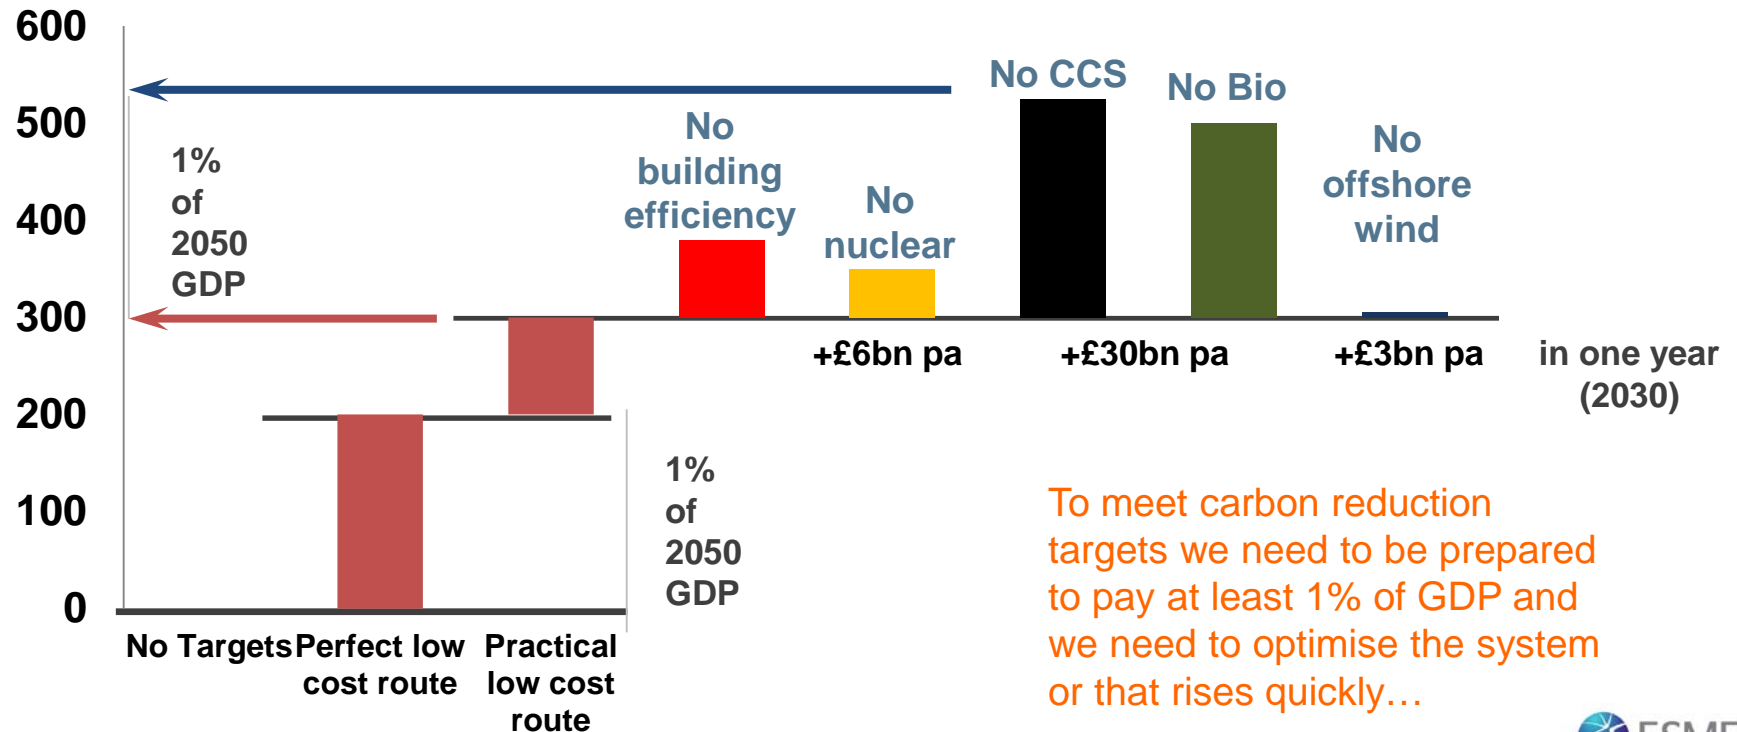 600
500
400
300
200
100
0
1%
of
2050
GDP
No
building
efficiency
No
nuclear
No CCS
No Bio
No
offshore
wind
+£6bn pa
+£30bn pa
+£3bn pa
in one year
(2030)
1%
of
2050
GDP
No Targets
Perfect low
cost route
Practical
low cost
route
To meet carbon reduction
targets we need to be prepared
to pay at least 1% of GDP and
we need to optimise the system
or that rises quickly…